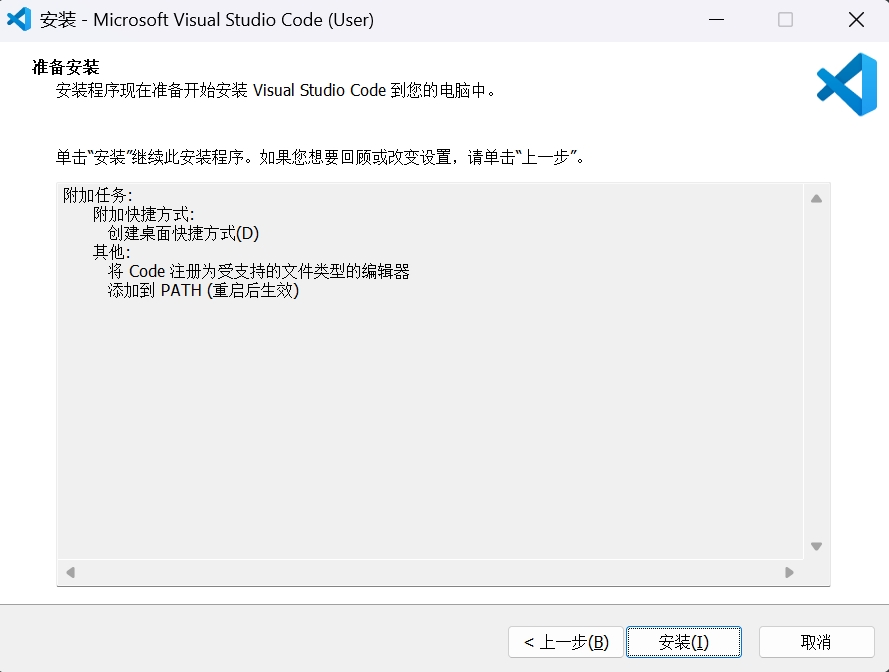 安装 - Microsoft Visual Studio Code (User)
准备安装
安装程序现在准备开始安装 Visual Studio Code 到您的电脑中。
单击“安装”继续此安装程序。如果您想要回顾或改变设置，请单击“上一步”。
附加任务:
附加快捷方式:
创建桌面快捷方式(D)
其他:
将 Code 注册为受支持的文件类型的编辑器
添加到 PATH (重启后生效)
< 上一步(B)
安装(I)
取消